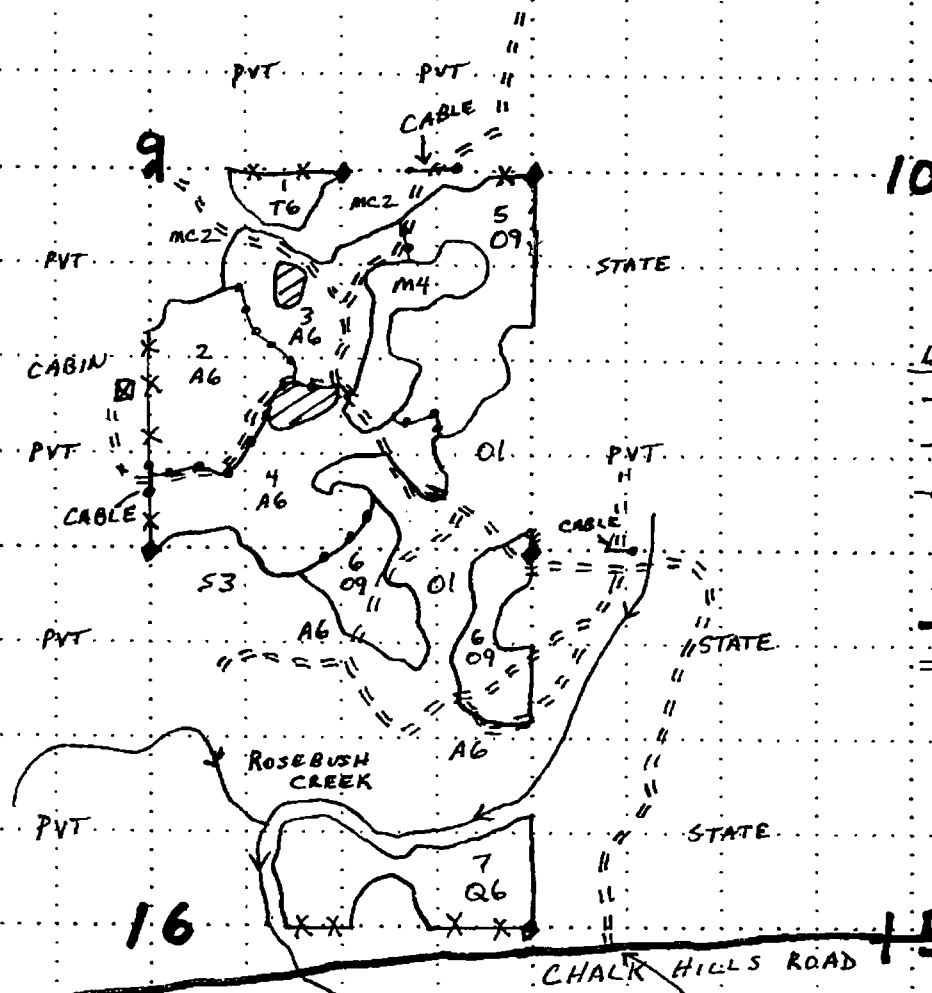 PVT
PVT
CABLE
9
10
1
T6
MC2
5
09
MC2
PVT
STATE
M4
3
A6
2
A6
CABIN
PVT
01
PVT
4
A6
CABLE
CABLE
S3
6
09
01
A6
PVT
6
09
STATE
A6
ROSEBUSH
CREEK
PVT
STATE
7
Q6
16
CHALK HILLS ROAD